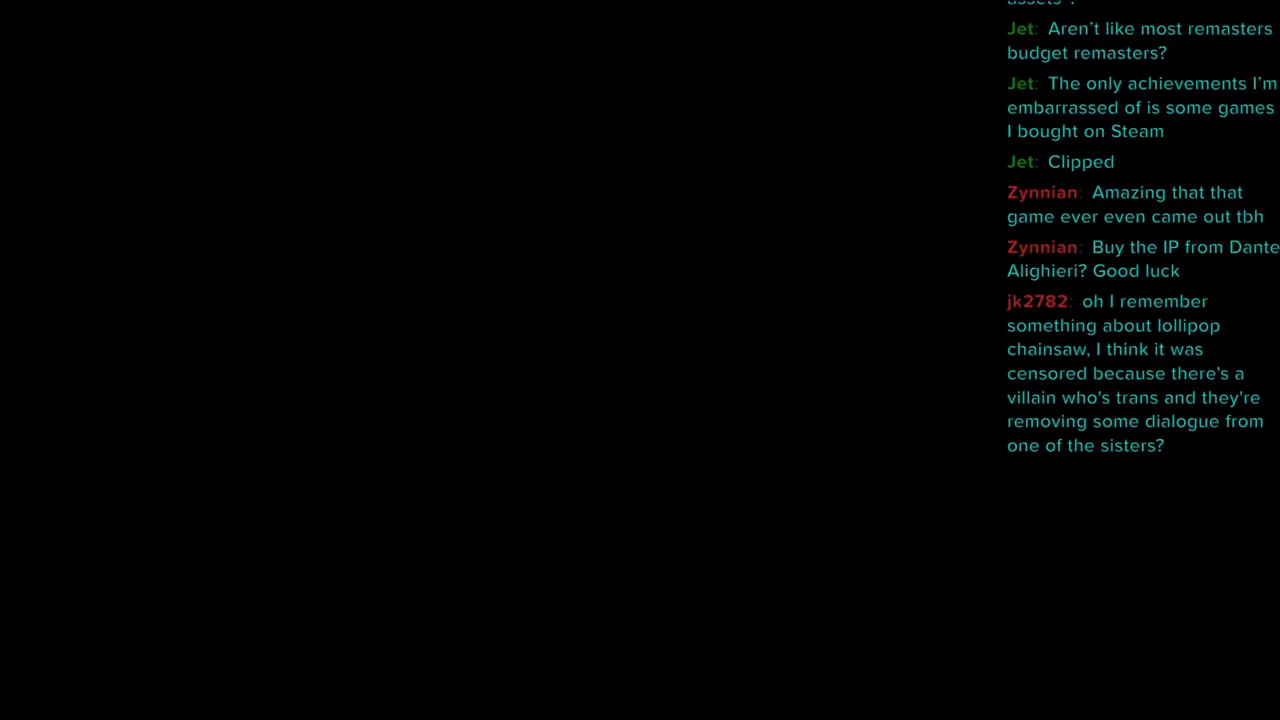 assets".
Jet: Aren't like most remasters
budget remasters?
Jet: The only achievements I'm
embarrassed of is some games
I bought on Steam
Jet: Clipped
Zynnian: Amazing that that
game ever even came out tbh
Zynnian: Buy the IP from Dante
Alighieri? Good luck
jk2782: oh I remember
something about lollipop
chainsaw, I think it was
censored because there's a
villain who's trans and they're
removing some dialogue from
one of the sisters?